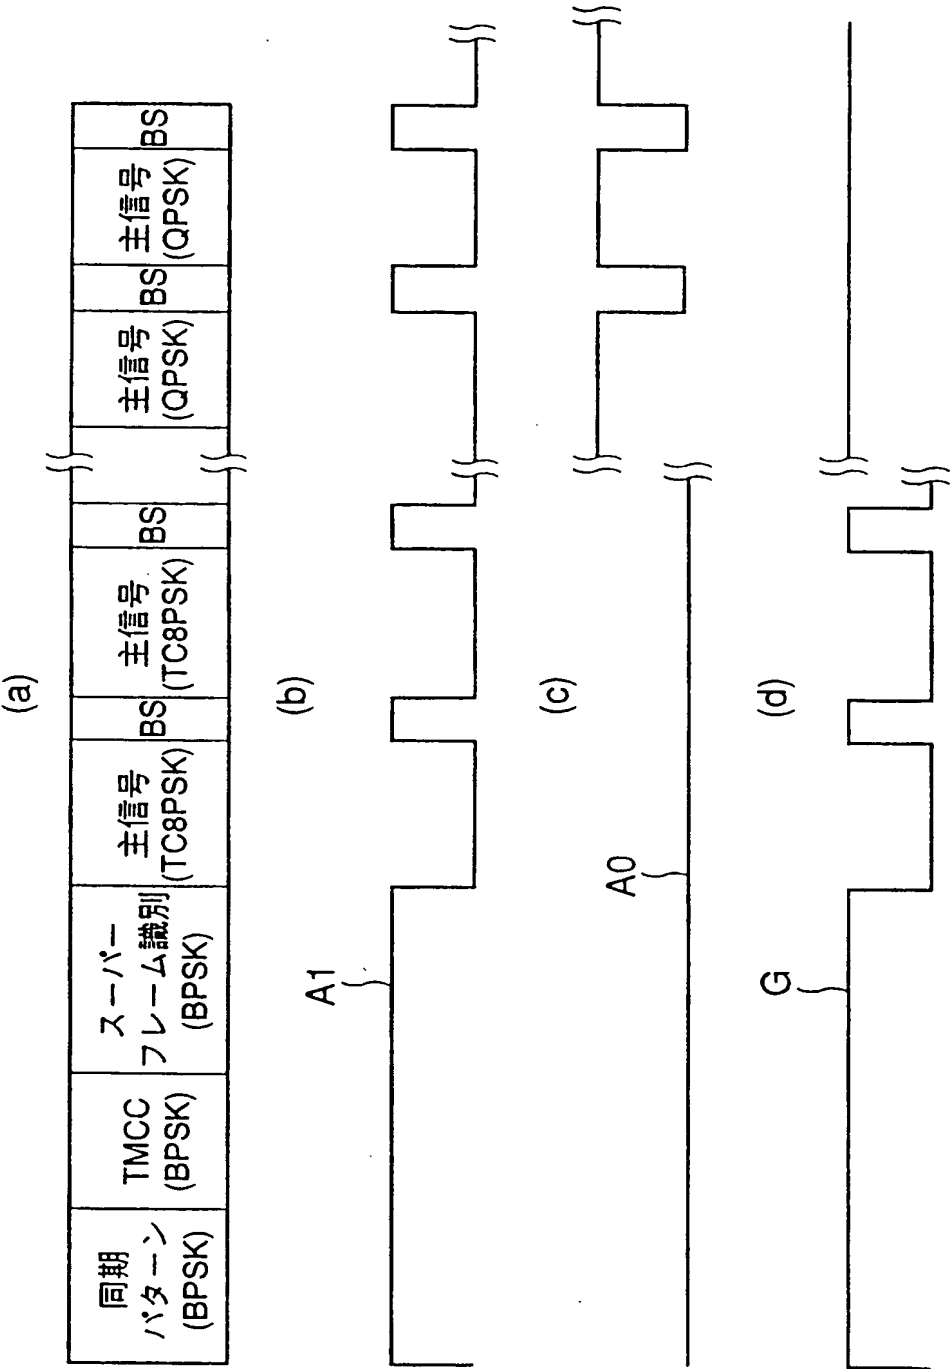 (a)
同期
パターン
(BPSK)
TMCC
(BPSK)
スーパー
フレーム識別
(BPSK)
主信号
(TC8PSK)
BS
主信号
(TC8PSK)
BS
主信号
(QPSK)
BS
主信号
(QPSK)
BS
(b)
A1
(c)
A0
(d)
G